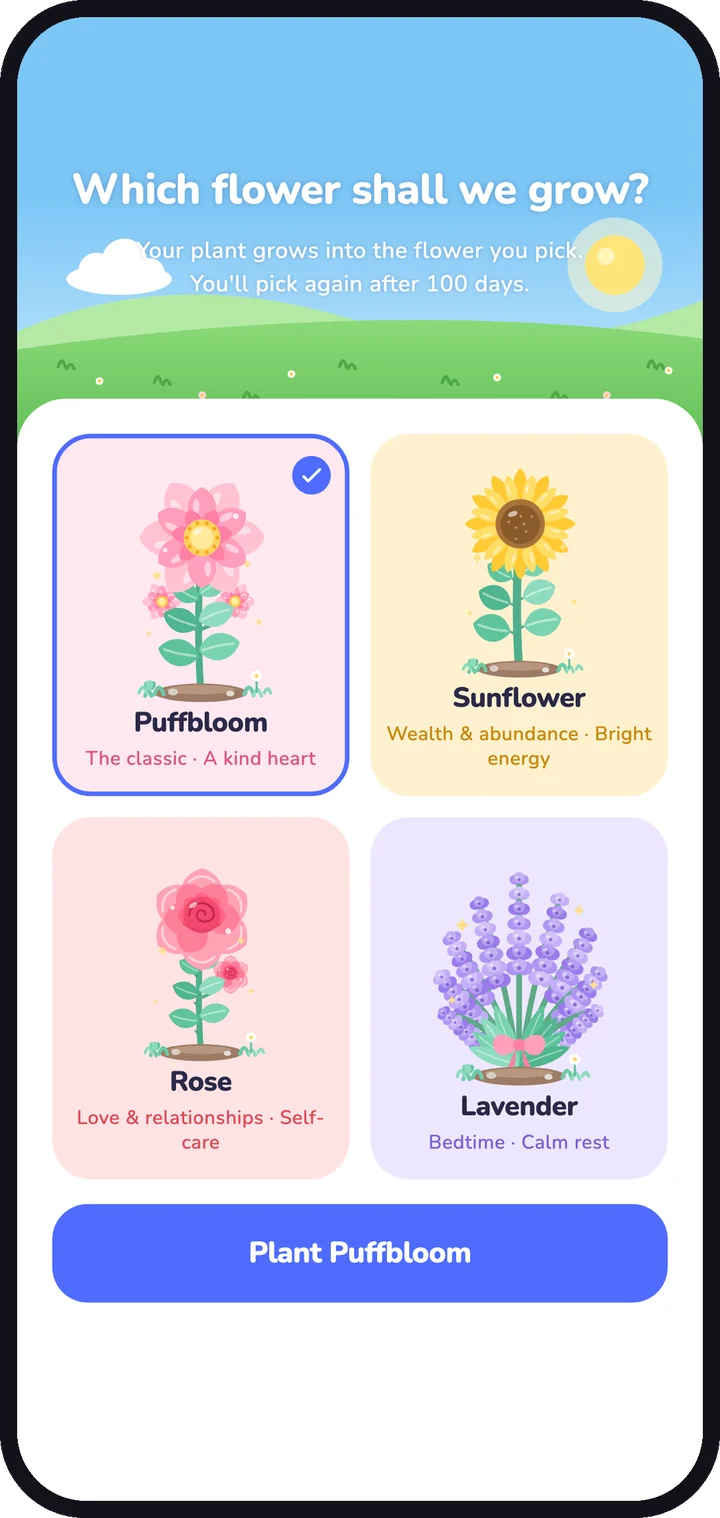 Which flower shall we grow?
Your plant grows into the flower you pick.
You'll pick again after 100 days.
Puffbloom
The classic · A kind heart
Sunflower
Wealth & abundance · Bright
energy
Rose
Love & relationships · Self-
care
Lavender
Bedtime · Calm rest
Plant Puffbloom